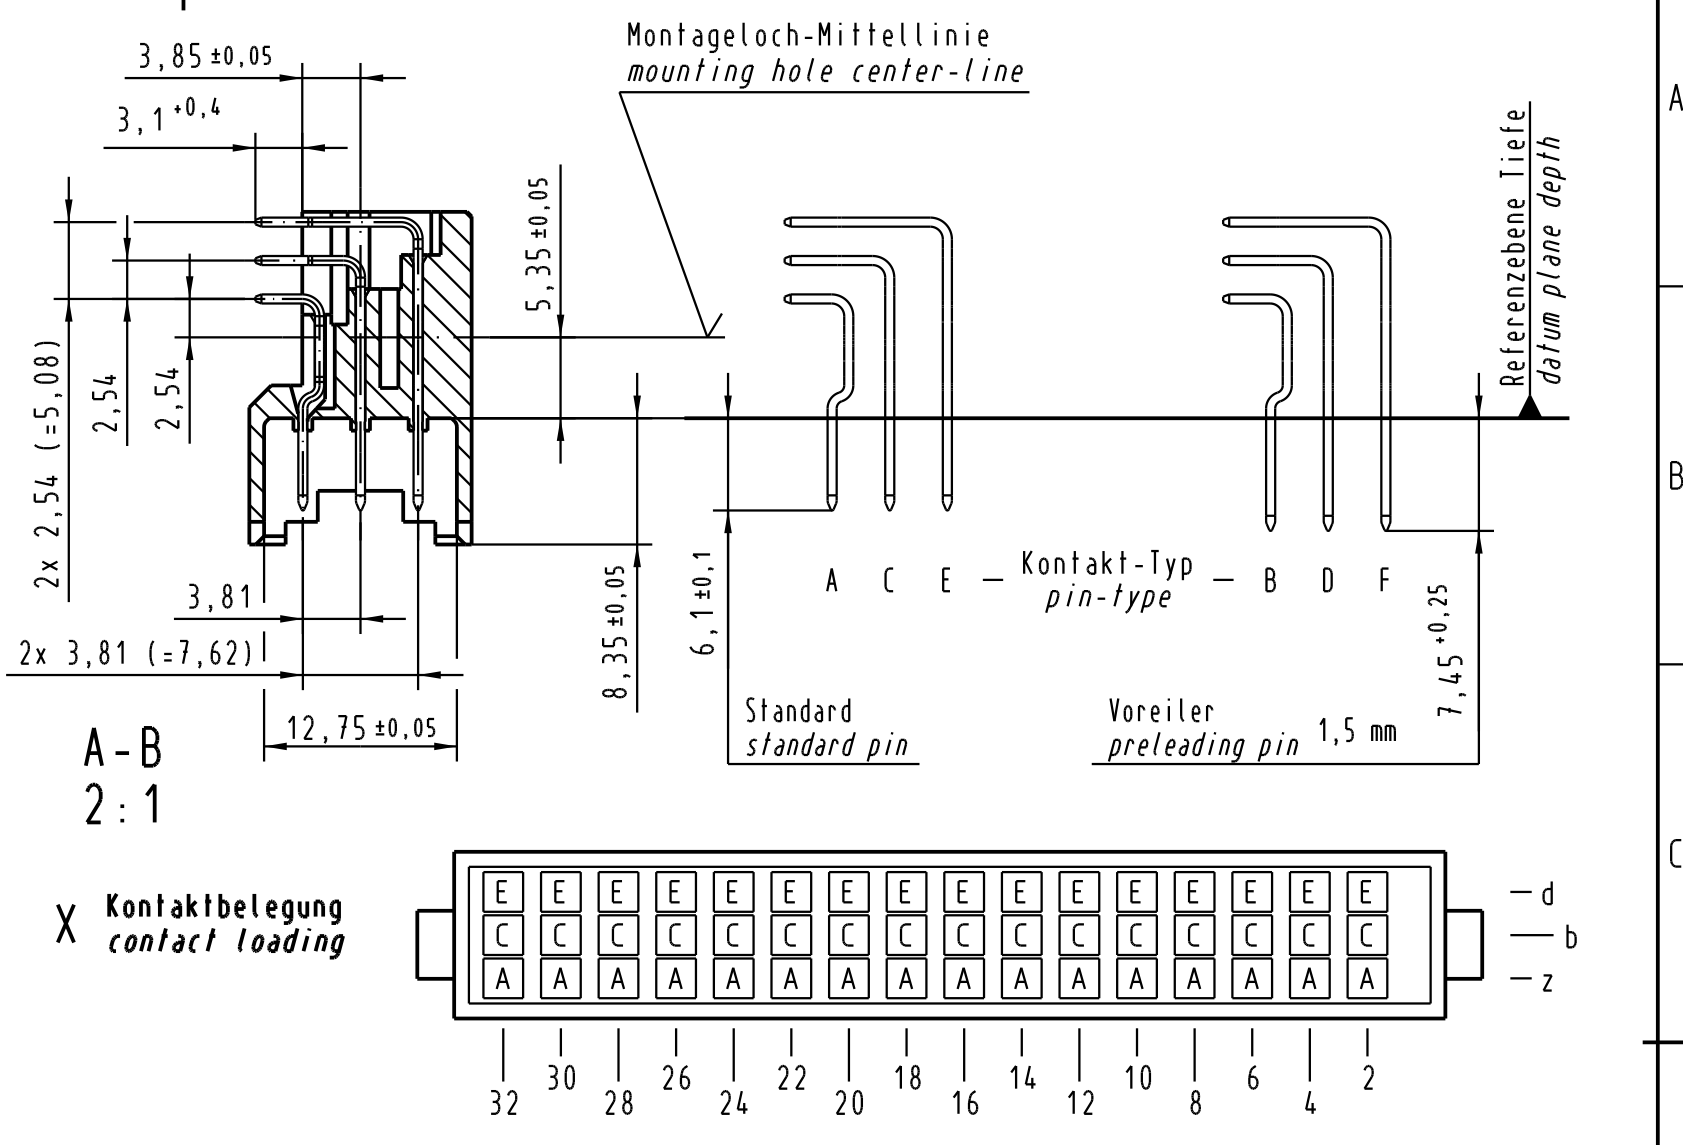 Montageloch-Mittellinie
mounting hole center-line
3,85 ±0,05
3,1 +0,4
A
Referenzebene Tiefe
datum plane depth
5,35 ±0,05
2x 2,54 (=5,08)
2,54
2,54
B
3,81
2x 3,81 (=7,62)
12,75 ±0,05
8,35 ±0,05
6,1 ±0,1
A C E – Kontakt-Typ – B D F
pin-type
7,45 +0,25
Standard
standard pin
Voreiler
preleading pin 1,5 mm
A-B
2:1
C
X Kontaktbelegung
contact loading
E E E E E E E E E E E E E E E E – d
C C C C C C C C C C C C C C C C — b
A A A A A A A A A A A A A A A A – z
30 26 22 18 14 10 6 2
32 28 24 20 16 12 8 4